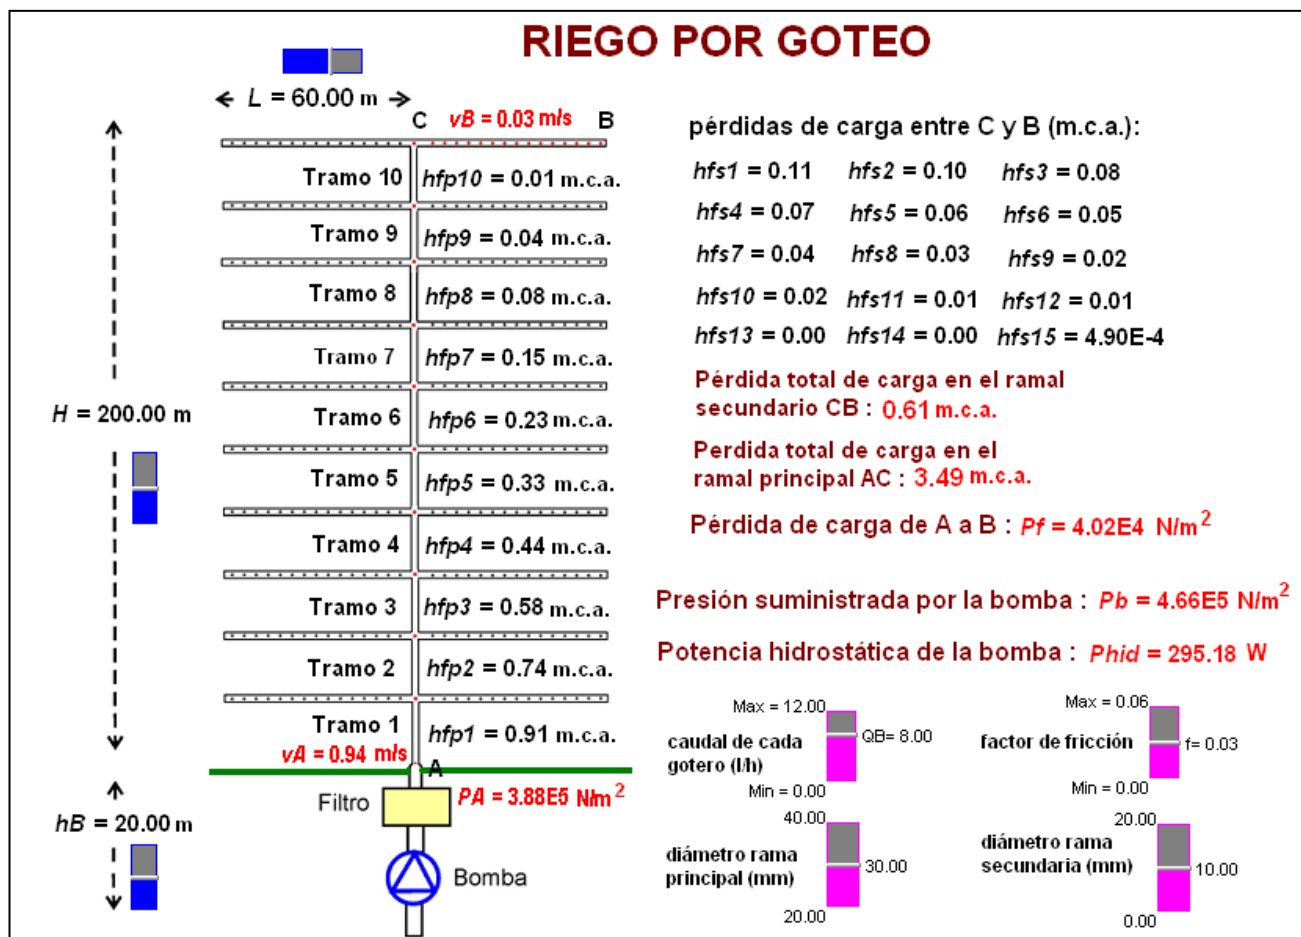 RIEGO POR GOTEO
L = 60.00 m
C vB = 0.03 m/s B
Tramo 10 hfp10 = 0.01 m.c.a.
Tramo 9 hfp9 = 0.04 m.c.a.
Tramo 8 hfp8 = 0.08 m.c.a.
Tramo 7 hfp7 = 0.15 m.c.a.
H = 200.00 m
Tramo 6 hfp6 = 0.23 m.c.a.
Tramo 5 hfp5 = 0.33 m.c.a.
Tramo 4 hfp4 = 0.44 m.c.a.
Tramo 3 hfp3 = 0.58 m.c.a.
Tramo 2 hfp2 = 0.74 m.c.a.
Tramo 1 hfp1 = 0.91 m.c.a.
vA = 0.94 m/s A
Filtro PA = 3.88E5 N/m²
hB = 20.00 m
Bomba
pérdidas de carga entre C y B (m.c.a.):
hfs1 = 0.11 hfs2 = 0.10 hfs3 = 0.08
hfs4 = 0.07 hfs5 = 0.06 hfs6 = 0.05
hfs7 = 0.04 hfs8 = 0.03 hfs9 = 0.02
hfs10 = 0.02 hfs11 = 0.01 hfs12 = 0.01
hfs13 = 0.00 hfs14 = 0.00 hfs15 = 4.90E-4
Pérdida total de carga en el ramal
secundario CB : 0.61 m.c.a.
Perdida total de carga en el
ramal principal AC : 3.49 m.c.a.
Pérdida de carga de A a B : Pf = 4.02E4 N/m²
Presión suministrada por la bomba : Pb = 4.66E5 N/m²
Potencia hidrostática de la bomba : Phid = 295.18 W
Max = 12.00
caudal de cada
gotero (l/h)
QB= 8.00
Min = 0.00
Max = 0.06
factor de fricción
f= 0.03
Min = 0.00
40.00
diámetro rama
principal (mm)
30.00
20.00
20.00
diámetro rama
secundaria (mm)
10.00
0.00